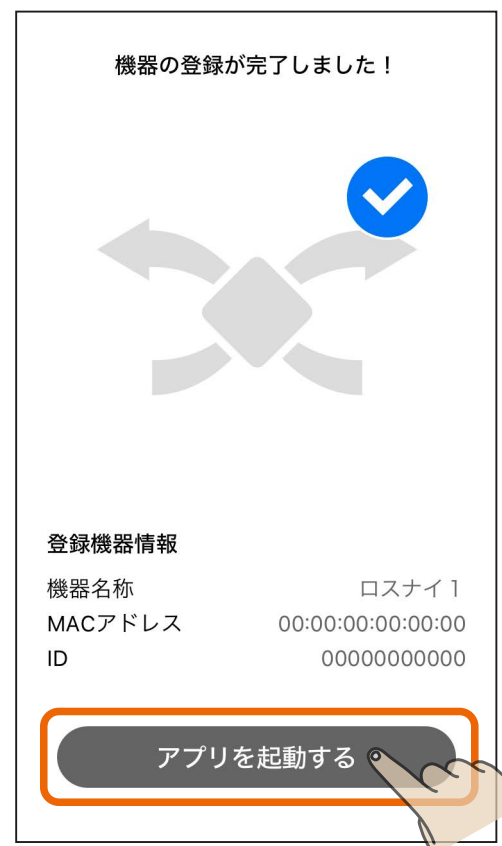 機器の登録が完了しました！
登録機器情報
機器名称 ロスナイ1
MACアドレス 00:00:00:00:00:00
ID 00000000000
アプリを起動する